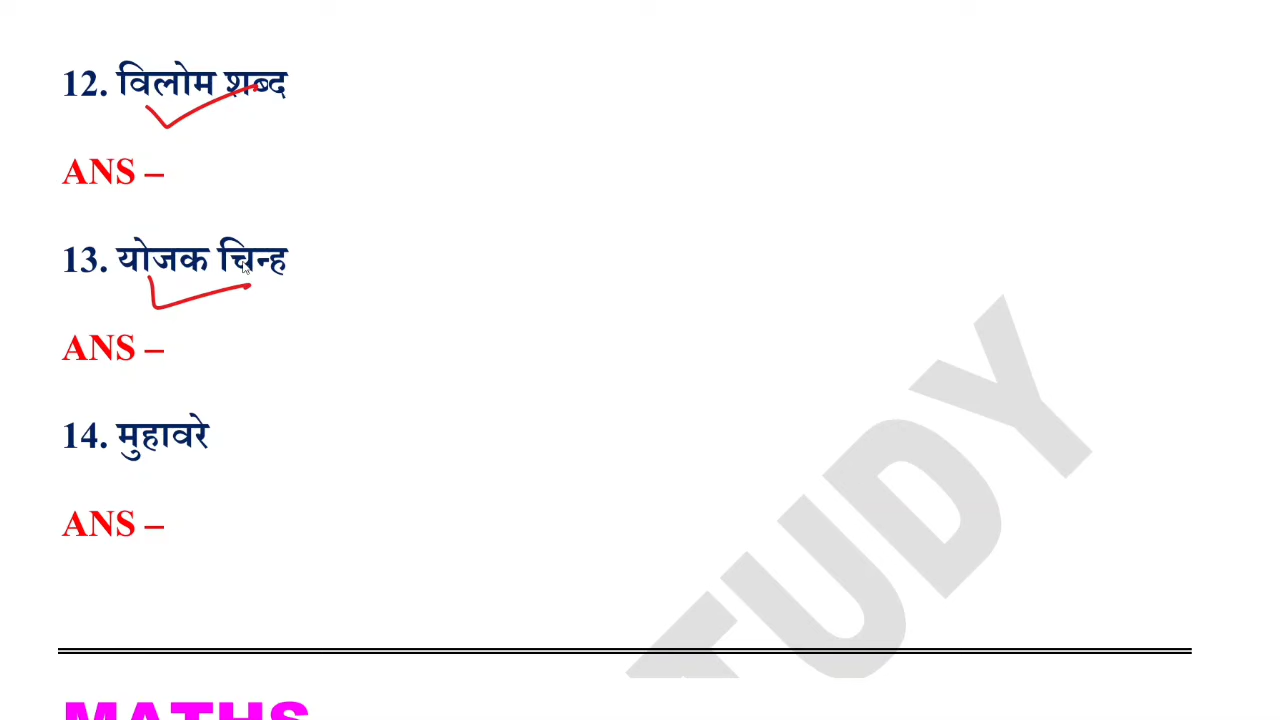 12. विलोम शब्द
ANS –
13. योजक चिन्ह
ANS –
14. मुहावरे
ANS –
TUDY
MATHS